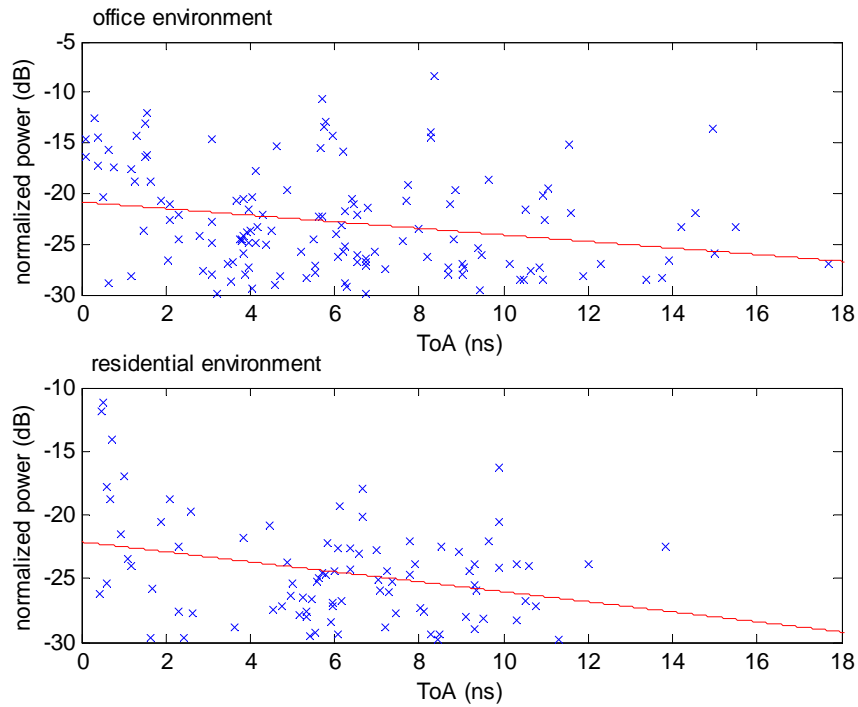 office environment
-5
-10
-15
-20
-25
-30
normalized power (dB)
0 2 4 6 8 10 12 14 16 18
ToA (ns)
residential environment
-10
-15
-20
-25
-30
normalized power (dB)
0 2 4 6 8 10 12 14 16 18
ToA (ns)